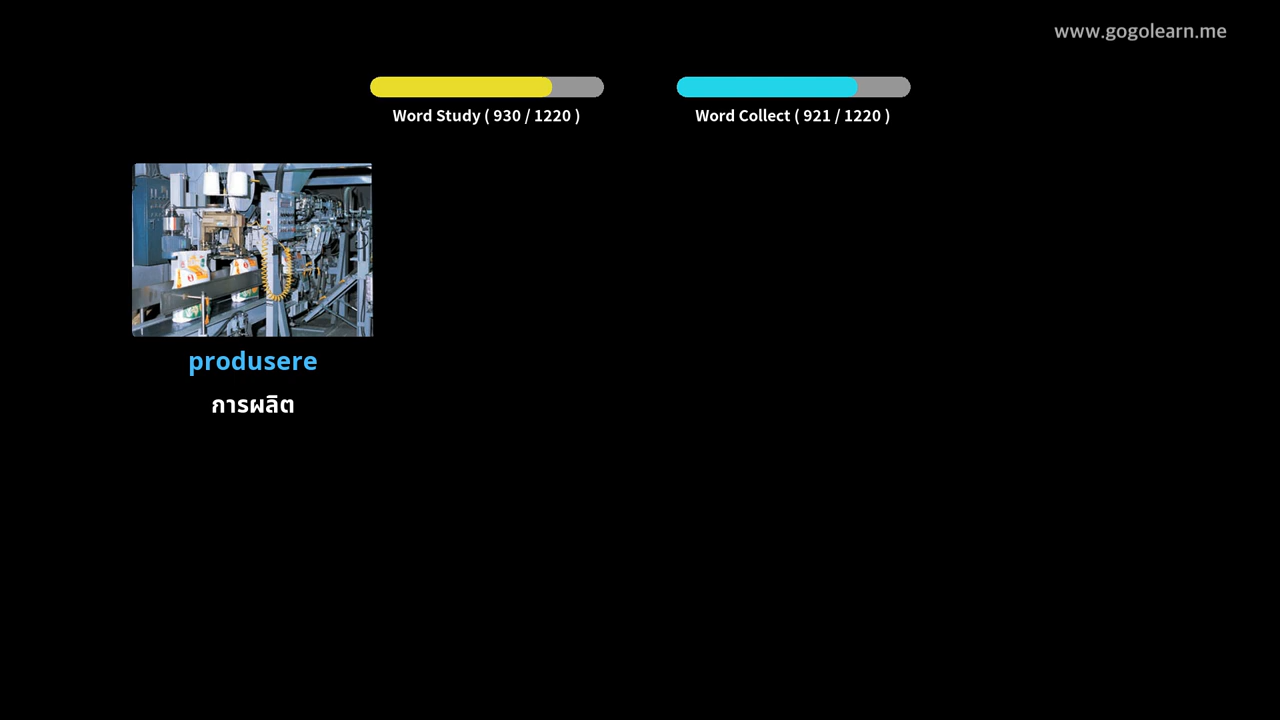 www.gogolearn.me
Word Study ( 930 / 1220 )
Word Collect ( 921 / 1220 )
produsere
การผลิต